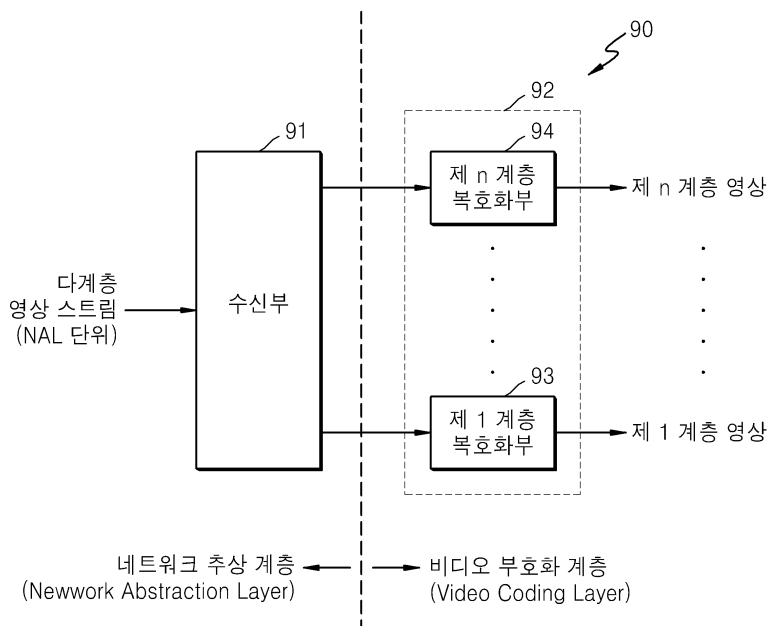 90
92
91
94
제 n 계층
복호화부
제 n 계층 영상
다계층
영상 스트림
(NAL 단위)
수신부
93
제 1 계층
복호화부
제 1 계층 영상
네트워크 추상 계층
(Newwork Abstraction Layer)
비디오 부호화 계층
(Video Coding Layer)